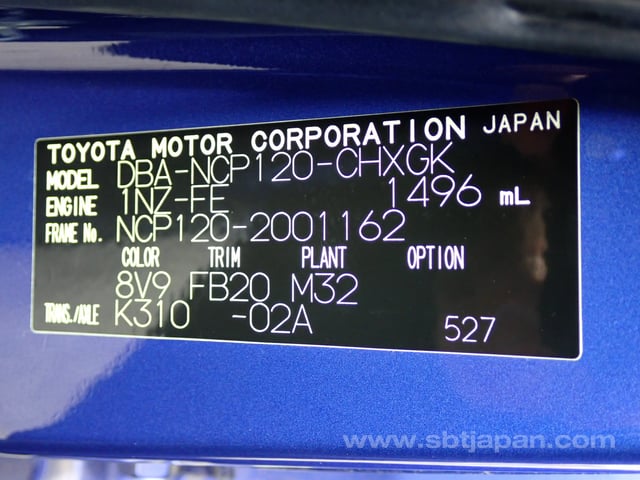 TOYOTA MOTOR CORPORATION JAPAN
MODEL DBA-NCP120-CHXGK
ENGINE 1NZ-FE 1496 mL
FRAME No. NCP120-2001162
COLOR TRIM PLANT OPTION
8V9 FB20 M32
TRANS./AXLE K310 -02A 527
www.sbtjapan.com